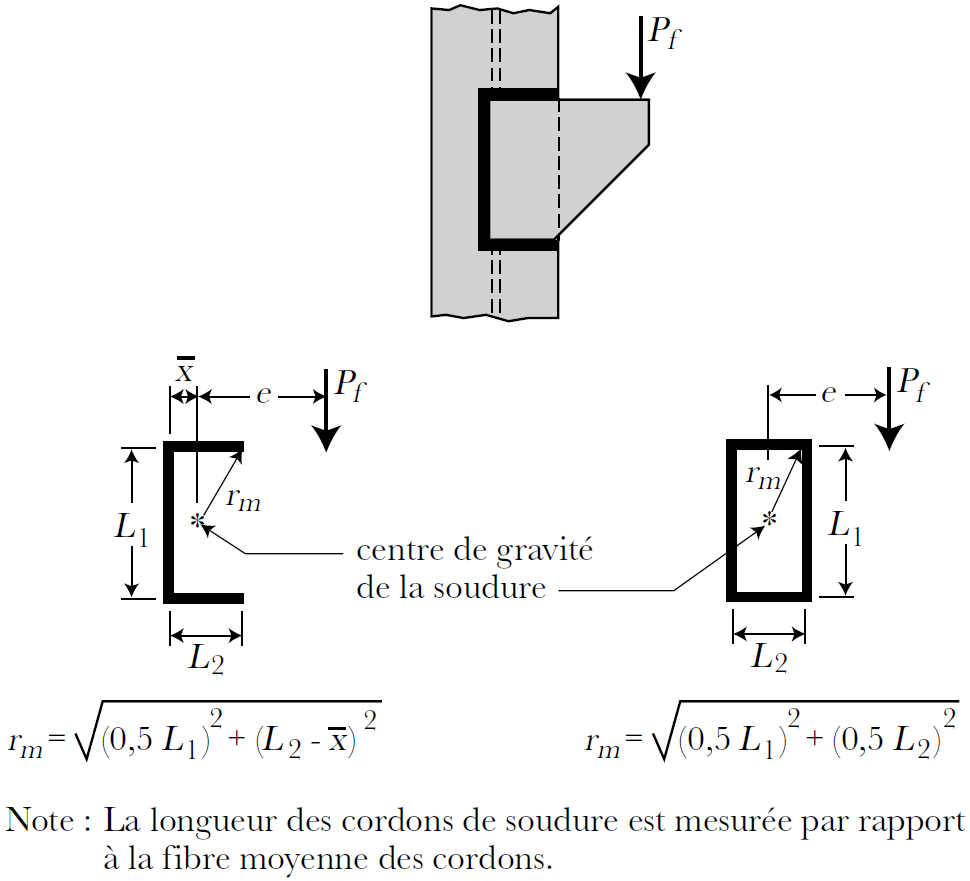 P_f
x̄
e
P_f
e
P_f
r_m
r_m
L_1
L_1
centre de gravité
de la soudure
L_2
L_2
r_m = √((0,5 L_1)^2 + (L_2 - x̄)^2)
r_m = √((0,5 L_1)^2 + (0,5 L_2)^2)
Note : La longueur des cordons de soudure est mesurée par rapport
à la fibre moyenne des cordons.